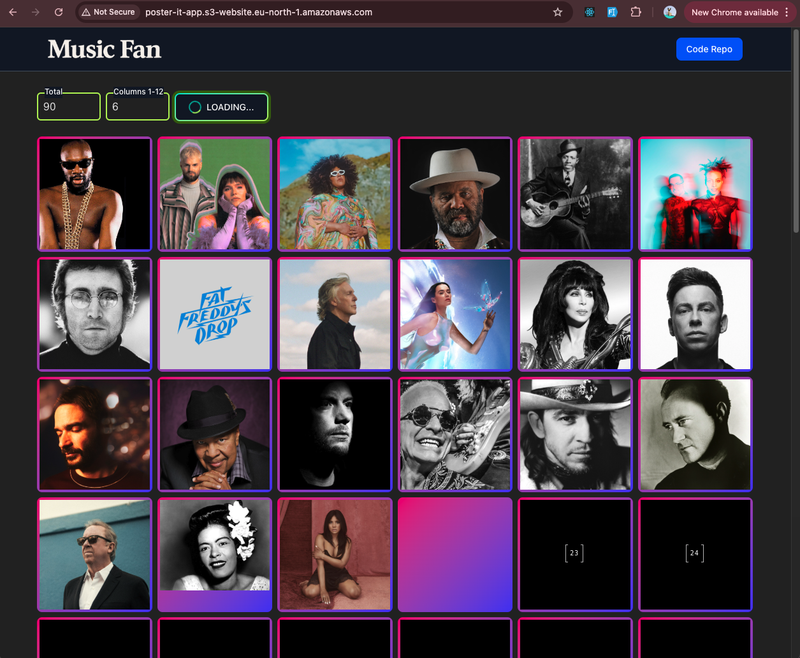 Not Secure
poster-it-app.s3-website.eu-north-1.amazonaws.com
New Chrome available
Music Fan
Code Repo
Total
90
Columns 1-12
6
LOADING...
FAT
FREDDY'S
DROP
[23]
[24]